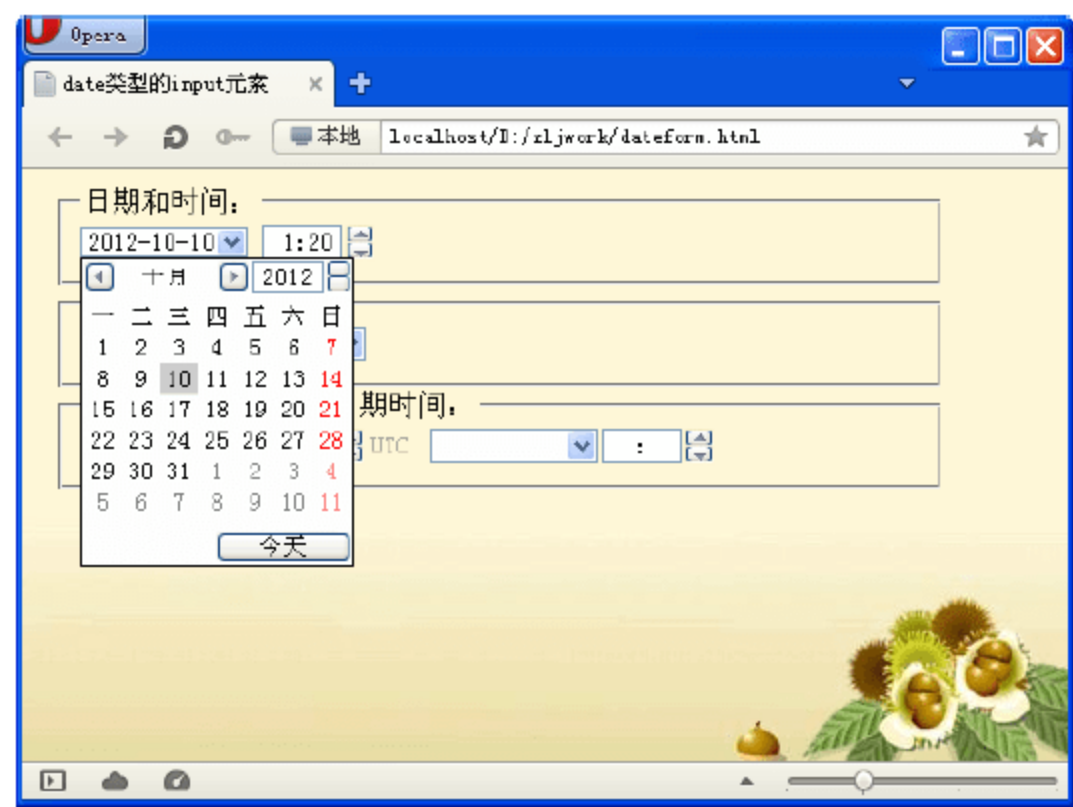 Opera
date类型的input元素
本地 localhost/D:/zljwork/dateform.html
日期和时间：
2012-10-10 1:20
十月 2012
一 二 三 四 五 六 日
1 2 3 4 5 6 7
8 9 10 11 12 13 14
期时间：
15 16 17 18 19 20 21
22 23 24 25 26 27 28
UTC :
29 30 31 1 2 3 4
5 6 7 8 9 10 11
今天